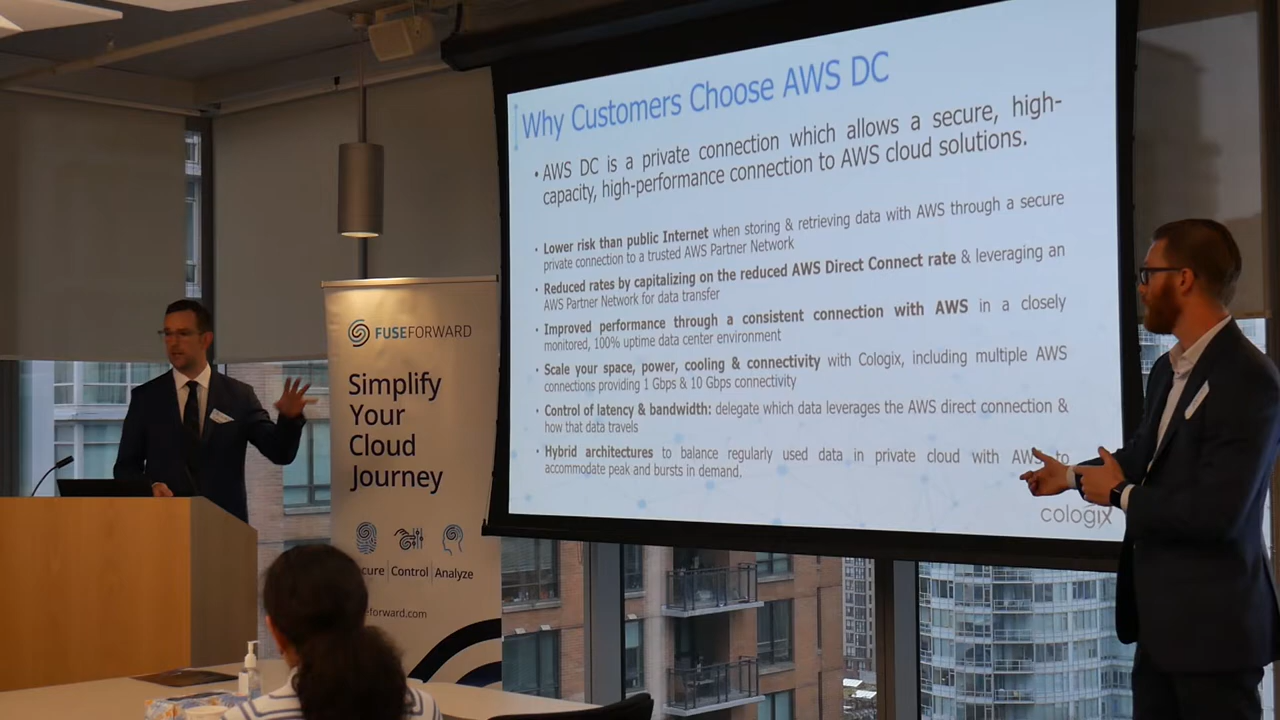 Why Customers Choose AWS DC
• AWS DC is a private connection which allows a secure, high-
capacity, high-performance connection to AWS cloud solutions.
• Lower risk than public Internet when storing & retrieving data with AWS through a secure
private connection to a trusted AWS Partner Network
• Reduced rates by capitalizing on the reduced AWS Direct Connect rate & leveraging an
AWS Partner Network for data transfer
• Improved performance through a consistent connection with AWS in a closely
monitored, 100% uptime data center environment
• Scale your space, power, cooling & connectivity with Cologix, including multiple AWS
connections providing 1 Gbps & 10 Gbps connectivity
• Control of latency & bandwidth: delegate which data leverages the AWS direct connection &
how that data travels
• Hybrid architectures to balance regularly used data in private cloud with AWS to
accommodate peak and bursts in demand.
cologix
FUSEFORWARD
Simplify
Your
Cloud
Journey
cure | Control | Analyze
eforward.com